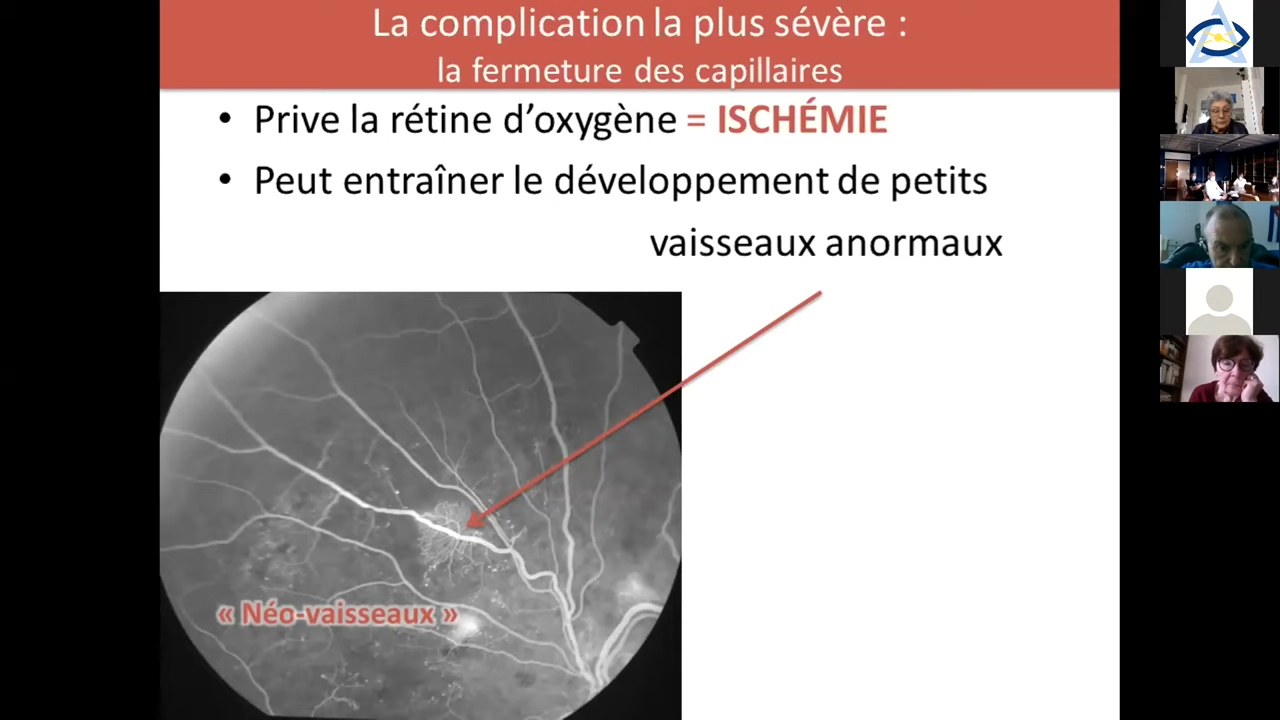 La complication la plus sévère :
la fermeture des capillaires
• Prive la rétine d’oxygène = ISCHÉMIE
• Peut entraîner le développement de petits
vaisseaux anormaux
« Néo-vaisseaux »